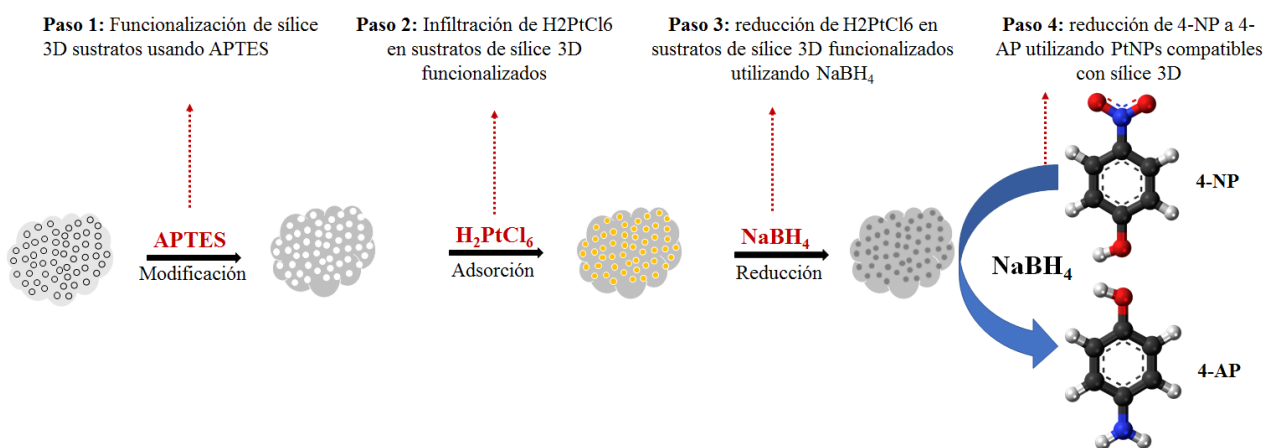 Paso 1: Funcionalización de sílice
3D sustratos usando APTES
Paso 2: Infiltración de H2PtCl6
en sustratos de sílice 3D
funcionalizados
Paso 3: reducción de H2PtCl6 en
sustratos de sílice 3D funcionalizados
utilizando NaBH₄
Paso 4: reducción de 4-NP a 4-
AP utilizando PtNPs compatibles
con sílice 3D
APTES
Modificación
H₂PtCl₆
Adsorción
NaBH₄
Reducción
4-NP
NaBH₄
4-AP